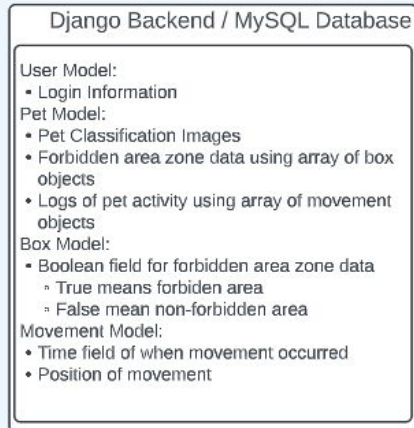 Django Backend / MySQL Database
User Model:
• Login Information
Pet Model:
• Pet Classification Images
• Forbidden area zone data using array of box
objects
• Logs of pet activity using array of movement
objects
Box Model:
• Boolean field for forbidden area zone data
▫ True means forbiden area
▫ False mean non-forbidden area
Movement Model:
• Time field of when movement occurred
• Position of movement